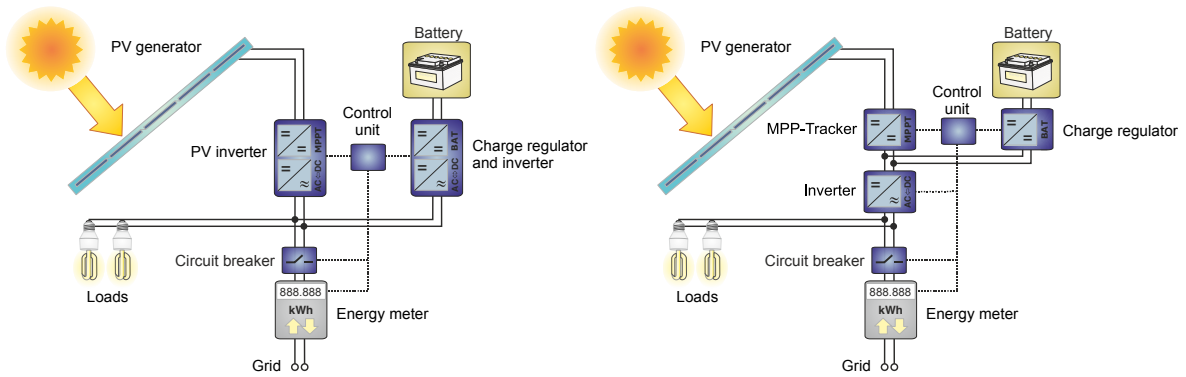 PV generator
Battery
Control
unit
PV inverter
MPPT
AC⇔DC
BAT
AC⇔DC
Charge regulator
and inverter
Circuit breaker
Loads
888.888
kWh
Energy meter
Grid
PV generator
Battery
Control
unit
MPP-Tracker
MPPT
BAT
Charge regulator
Inverter
AC⇔DC
Circuit breaker
Loads
888.888
kWh
Energy meter
Grid